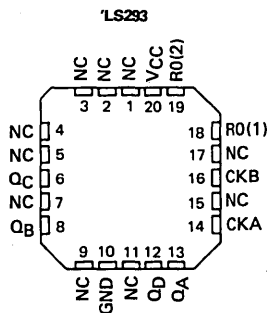 'LS293
NC NC NC VCC R0(2)
3 2 1 20 19
NC 4 18 R0(1)
NC 5 17 NC
QC 6 16 CKB
NC 7 15 NC
QB 8 14 CKA
9 10 11 12 13
NC GND NC QD QA